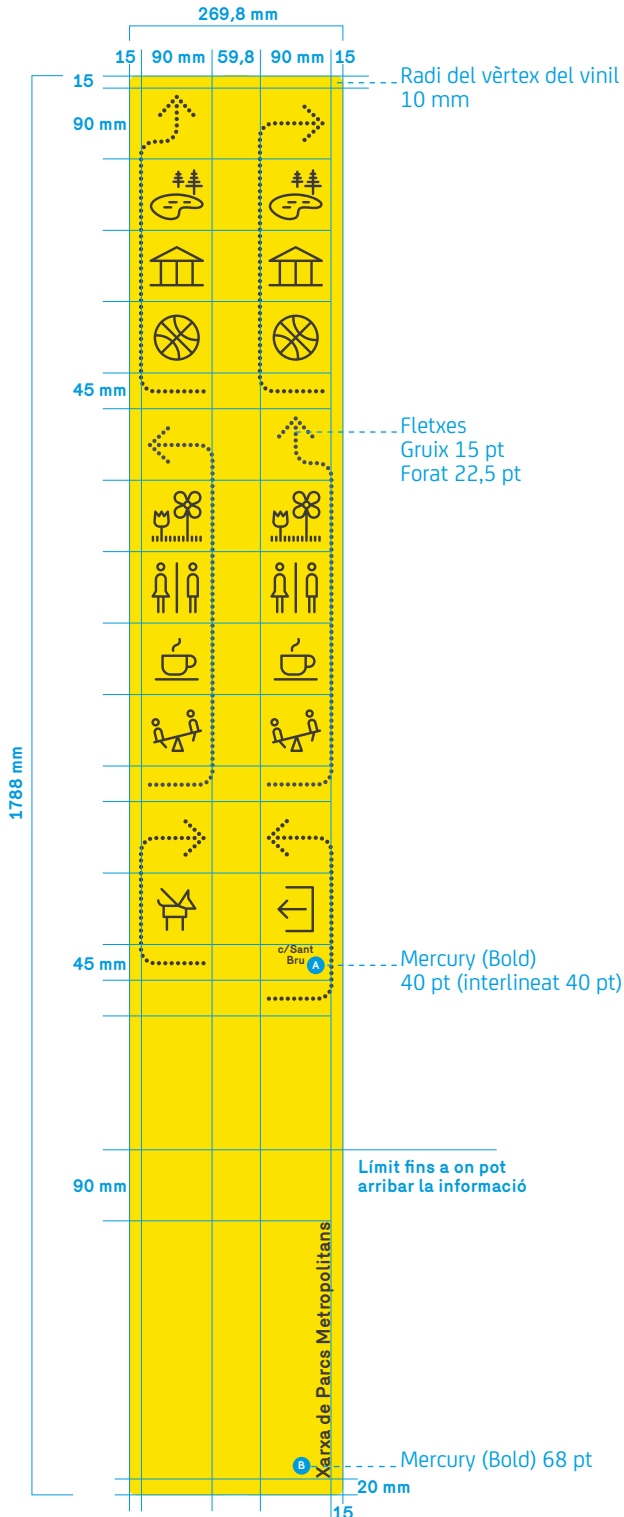 269,8 mm
15 90 mm 59,8 90 mm 15
15
Radi del vèrtex del vinil
10 mm
90 mm
45 mm
Fletxes
Gruix 15 pt
Forat 22,5 pt
1788 mm
c/Sant
Bru A
45 mm
Mercury (Bold)
40 pt (interlineat 40 pt)
Límit fins a on pot
arribar la informació
90 mm
Xarxa de Parcs Metropolitans
B
Mercury (Bold) 68 pt
20 mm
15